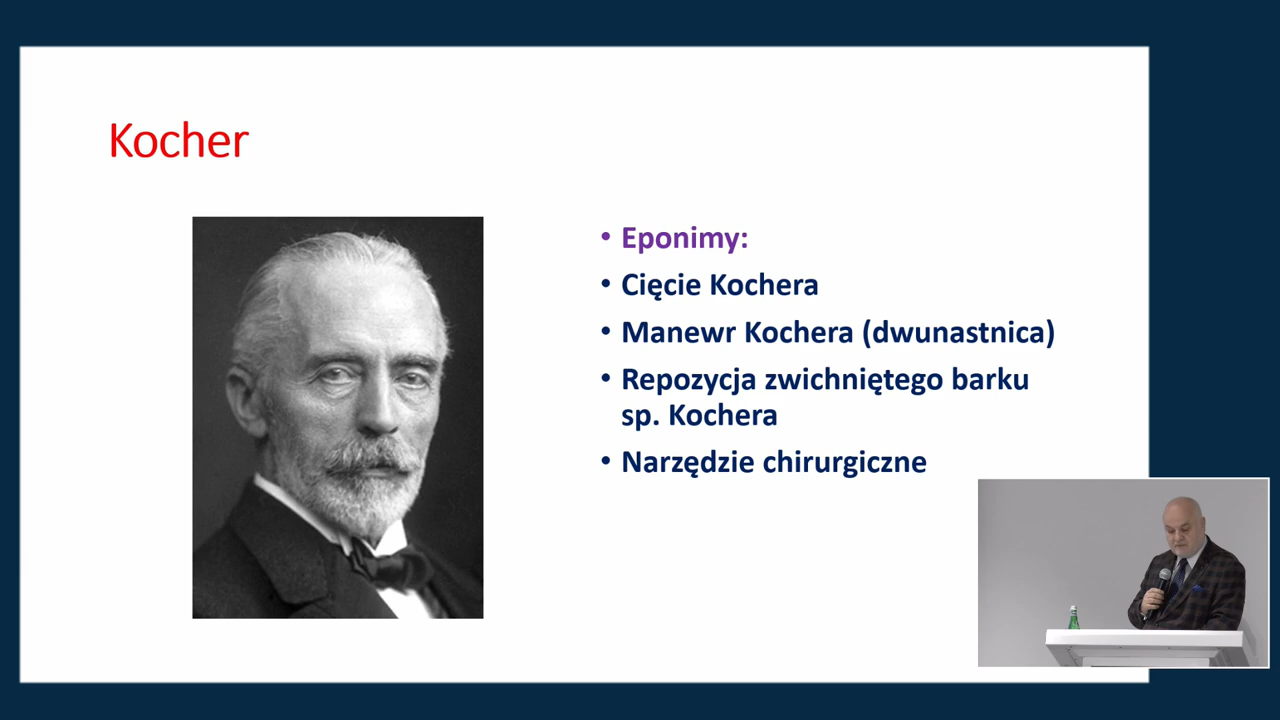 Kocher
• Eponimy:
• Cięcie Kochera
• Manewr Kochera (dwunastnica)
• Repozycja zwichniętego barku
sp. Kochera
• Narzędzie chirurgiczne